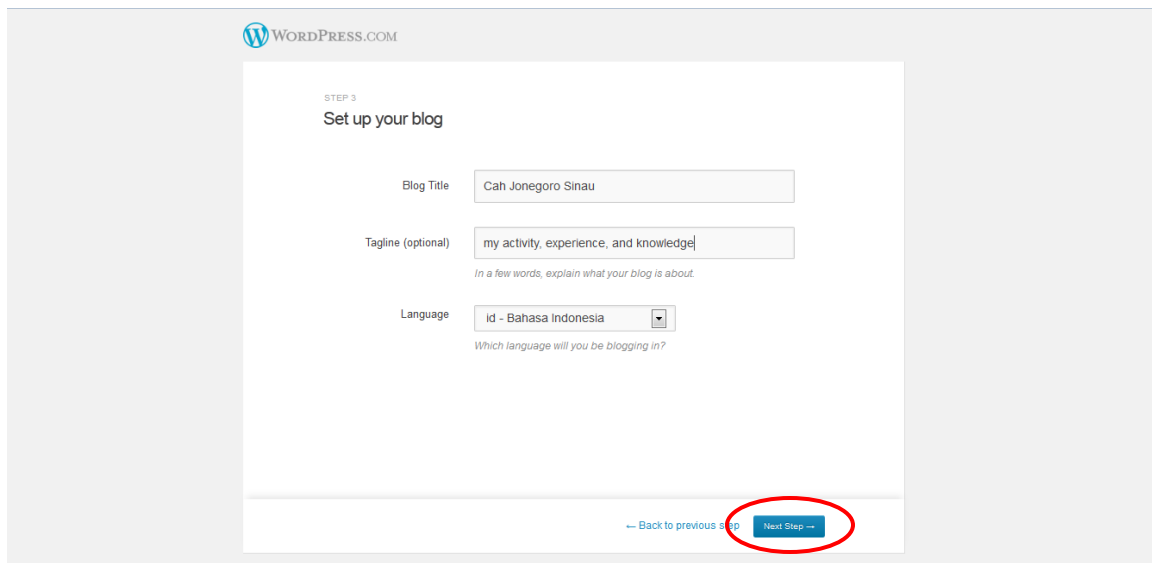 WORDPRESS.COM
STEP 3
Set up your blog
Blog Title
Cah Jonegoro Sinau
Tagline (optional)
my activity, experience, and knowledge
In a few words, explain what your blog is about.
Language
id - Bahasa Indonesia
Which language will you be blogging in?
← Back to previous step
Next Step →